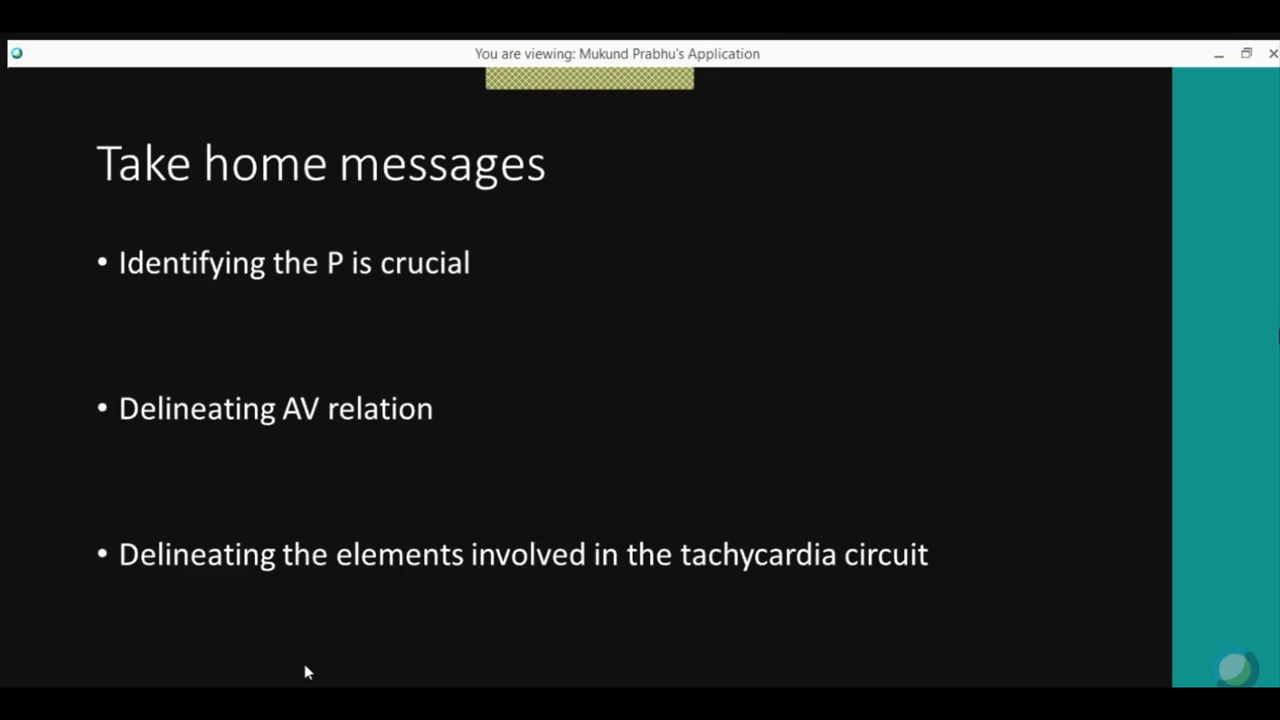 You are viewing: Mukund Prabhu's Application
Take home messages
• Identifying the P is crucial
• Delineating AV relation
• Delineating the elements involved in the tachycardia circuit